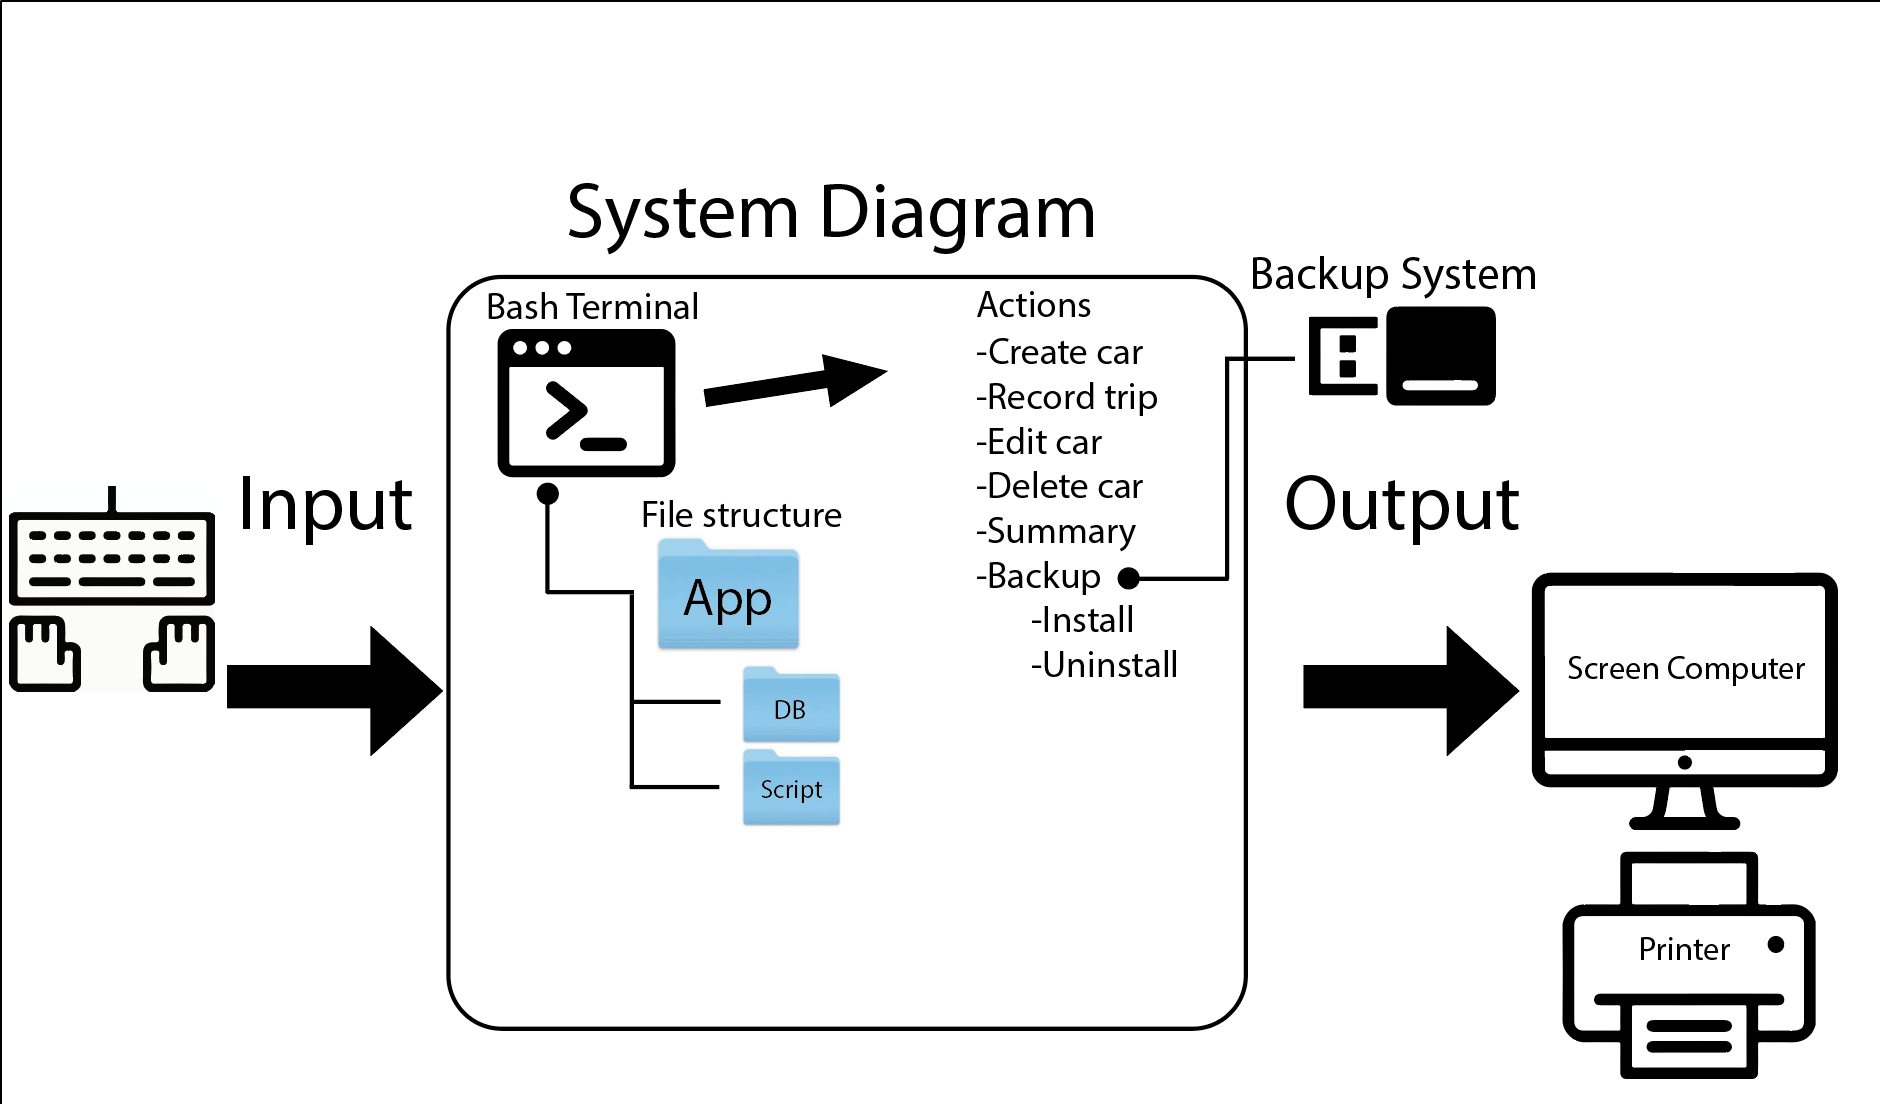 System Diagram
Backup System
Bash Terminal
Actions
-Create car
-Record trip
-Edit car
-Delete car
-Summary
-Backup
-Install
-Uninstall
Input
File structure
App
DB
Script
Output
Screen Computer
Printer